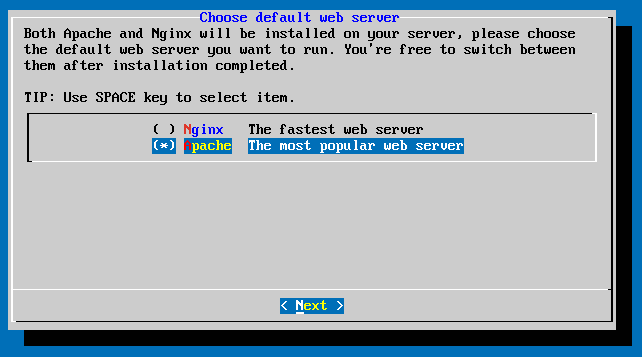 Choose default web server
Both Apache and Nginx will be installed on your server, please choose
the default web server you want to run. You're free to switch between
them after installation completed.
TIP: Use SPACE key to select item.
( ) Nginx The fastest web server
(*) Apache The most popular web server
< Next >